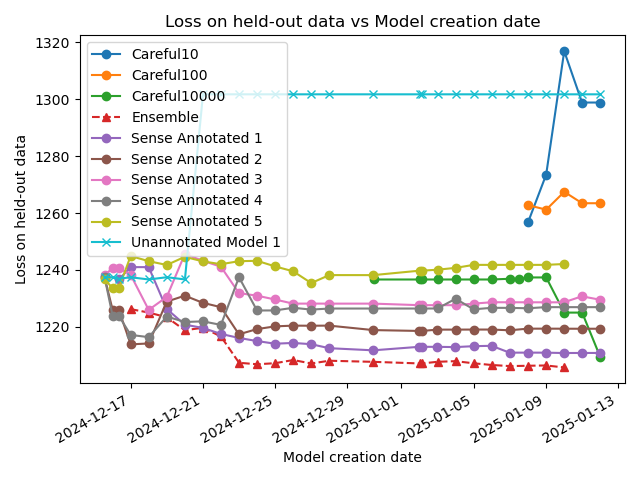 Loss on held-out data vs Model creation date
Loss on held-out data
1320
1300
1280
1260
1240
1220
Careful10
Careful100
Careful10000
Ensemble
Sense Annotated 1
Sense Annotated 2
Sense Annotated 3
Sense Annotated 4
Sense Annotated 5
Unannotated Model 1
2024-12-17
2024-12-21
2024-12-25
2024-12-29
2025-01-01
2025-01-05
2025-01-09
2025-01-13
Model creation date